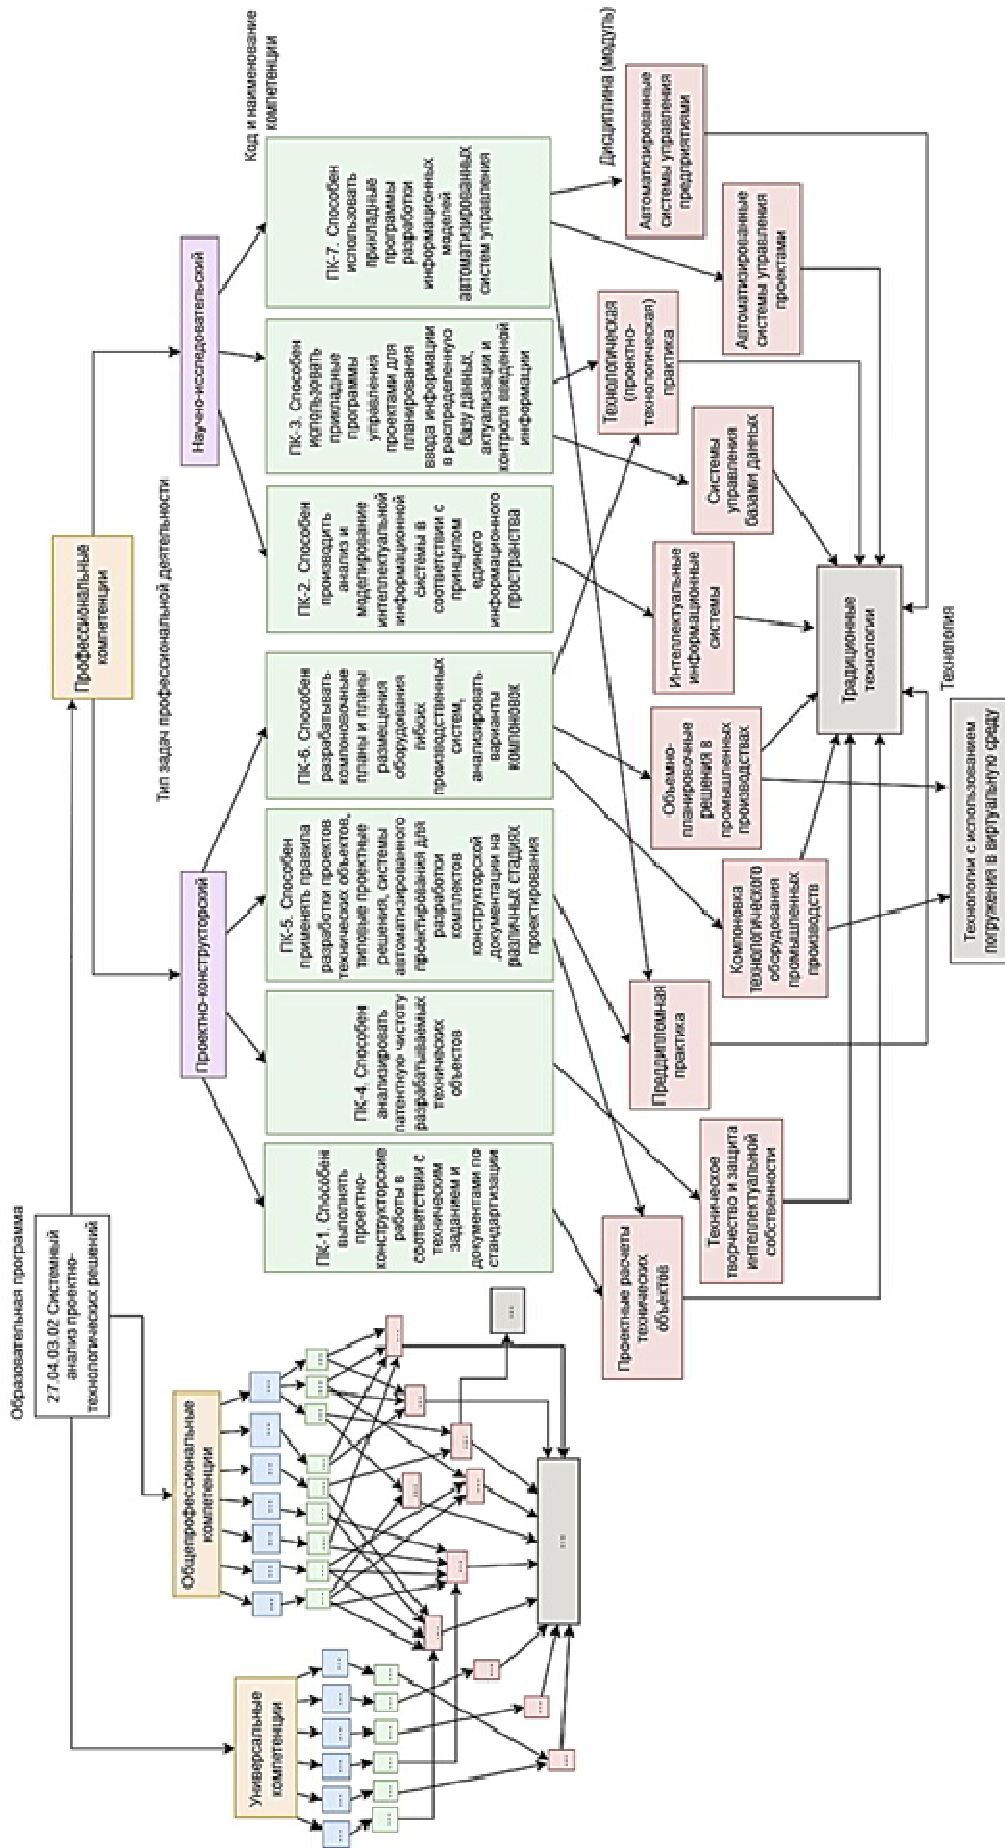 Образовательная программа
27.04.03.02 Системный
анализ проектно-
технологических решений
Универсальные
компетенции
Общепрофессиональные
компетенции
Профессиональные
компетенции
Тип задач профессиональной деятельности
Проектно-конструкторский
Научно-исследовательский
Код и наименование
компетенции
ПК-1. Способен
выполнять
проектно-
конструкторские
работы в
соответствии с
техническим
заданием и
документами по
стандартизации
ПК-4. Способен
анализировать
патентную чистоту
разрабатываемых
технических
объектов
ПК-5. Способен
применять правила
разработки проектов
технических объектов,
типовые проектные
решения, системы
автоматизированного
проектирования для
разработки
комплектов
конструкторской
документации на
различных стадиях
проектирования
ПК-6. Способен
разрабатывать
компоновочные
планы и планы
размещения
оборудования
гибких
производственных
систем,
анализировать
варианты
компоновок
ПК-2. Способен
производить
анализ и
моделирование
интеллектуальной
информационной
системы в
соответствии с
принципом
единого
информационного
пространства
ПК-3. Способен
использовать
прикладные
программы
управления
проектами для
планирования
ввода информации
в распределенную
базу данных,
актуализации и
контроля введенной
информации
ПК-7. Способен
использовать
прикладные
программы
разработки
информационных
моделей
автоматизированных
систем управления
Дисциплина (модуль)
Проектные расчеты
технических
объектов
Техническое
творчество и защита
интеллектуальной
собственности
Преддипломная
практика
Компоновка
технологического
оборудования
промышленных
производств
Объемно-
планировочные
решения в
промышленных
производствах
Интеллектуальные
информационные
системы
Системы
управления
базами данных
Технологическая
(проектно-
технологическая)
практика
Автоматизированные
системы управления
проектами
Автоматизированные
системы управления
предприятиями
Традиционные
технологии
Технология
Технологии с использованием
погружения в виртуальную среду